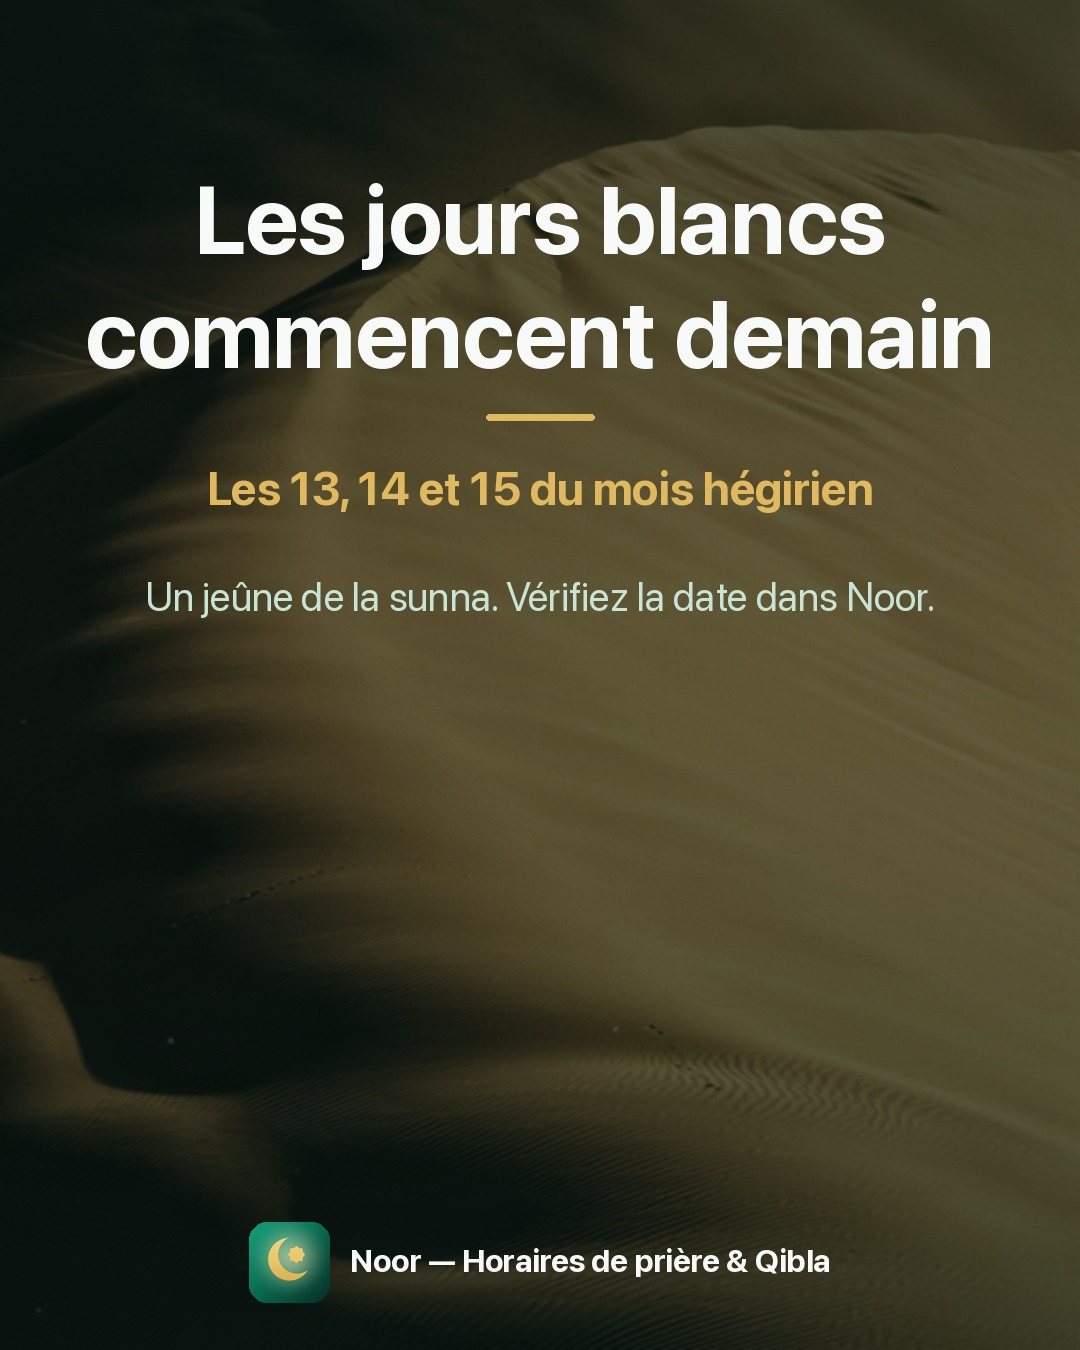 Les jours blancs
commencent demain
Les 13, 14 et 15 du mois hégirien
Un jeûne de la sunna. Vérifiez la date dans Noor.
Noor — Horaires de prière & Qibla